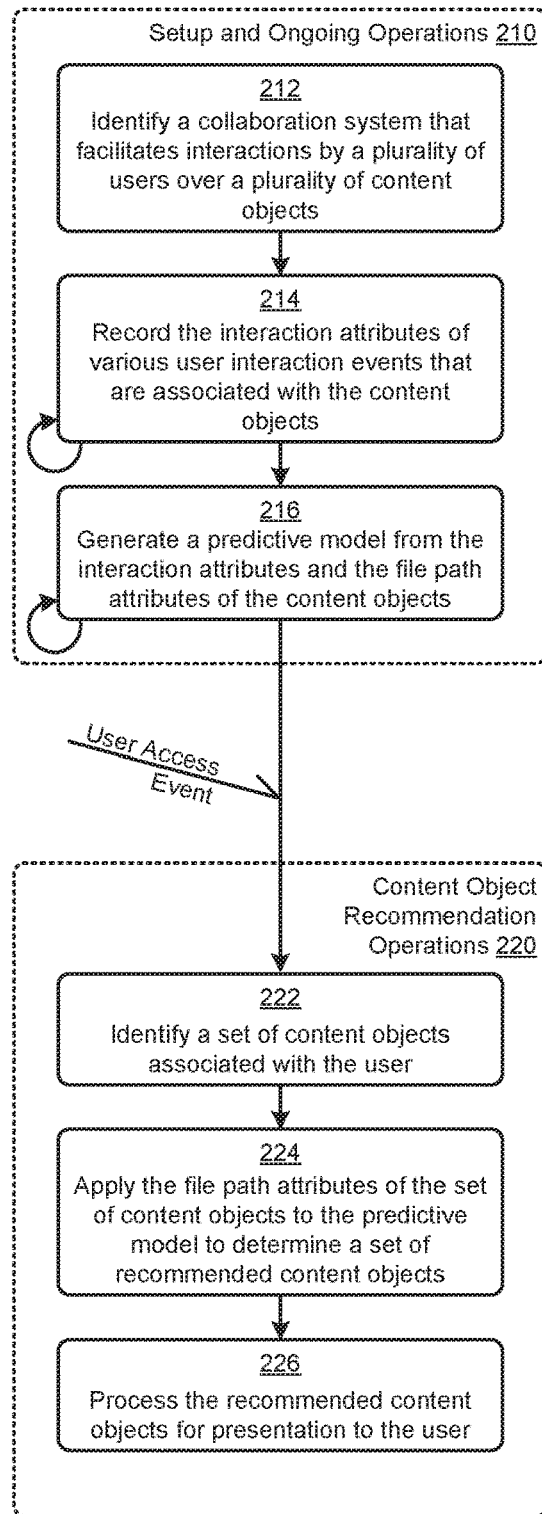 Setup and Ongoing Operations 210
212
Identify a collaboration system that
facilitates interactions by a plurality of
users over a plurality of content
objects
214
Record the interaction attributes of
various user interaction events that
are associated with the content
objects
216
Generate a predictive model from the
interaction attributes and the file path
attributes of the content objects
User Access
Event
Content Object
Recommendation
Operations 220
222
Identify a set of content objects
associated with the user
224
Apply the file path attributes of the set
of content objects to the predictive
model to determine a set of
recommended content objects
226
Process the recommended content
objects for presentation to the user